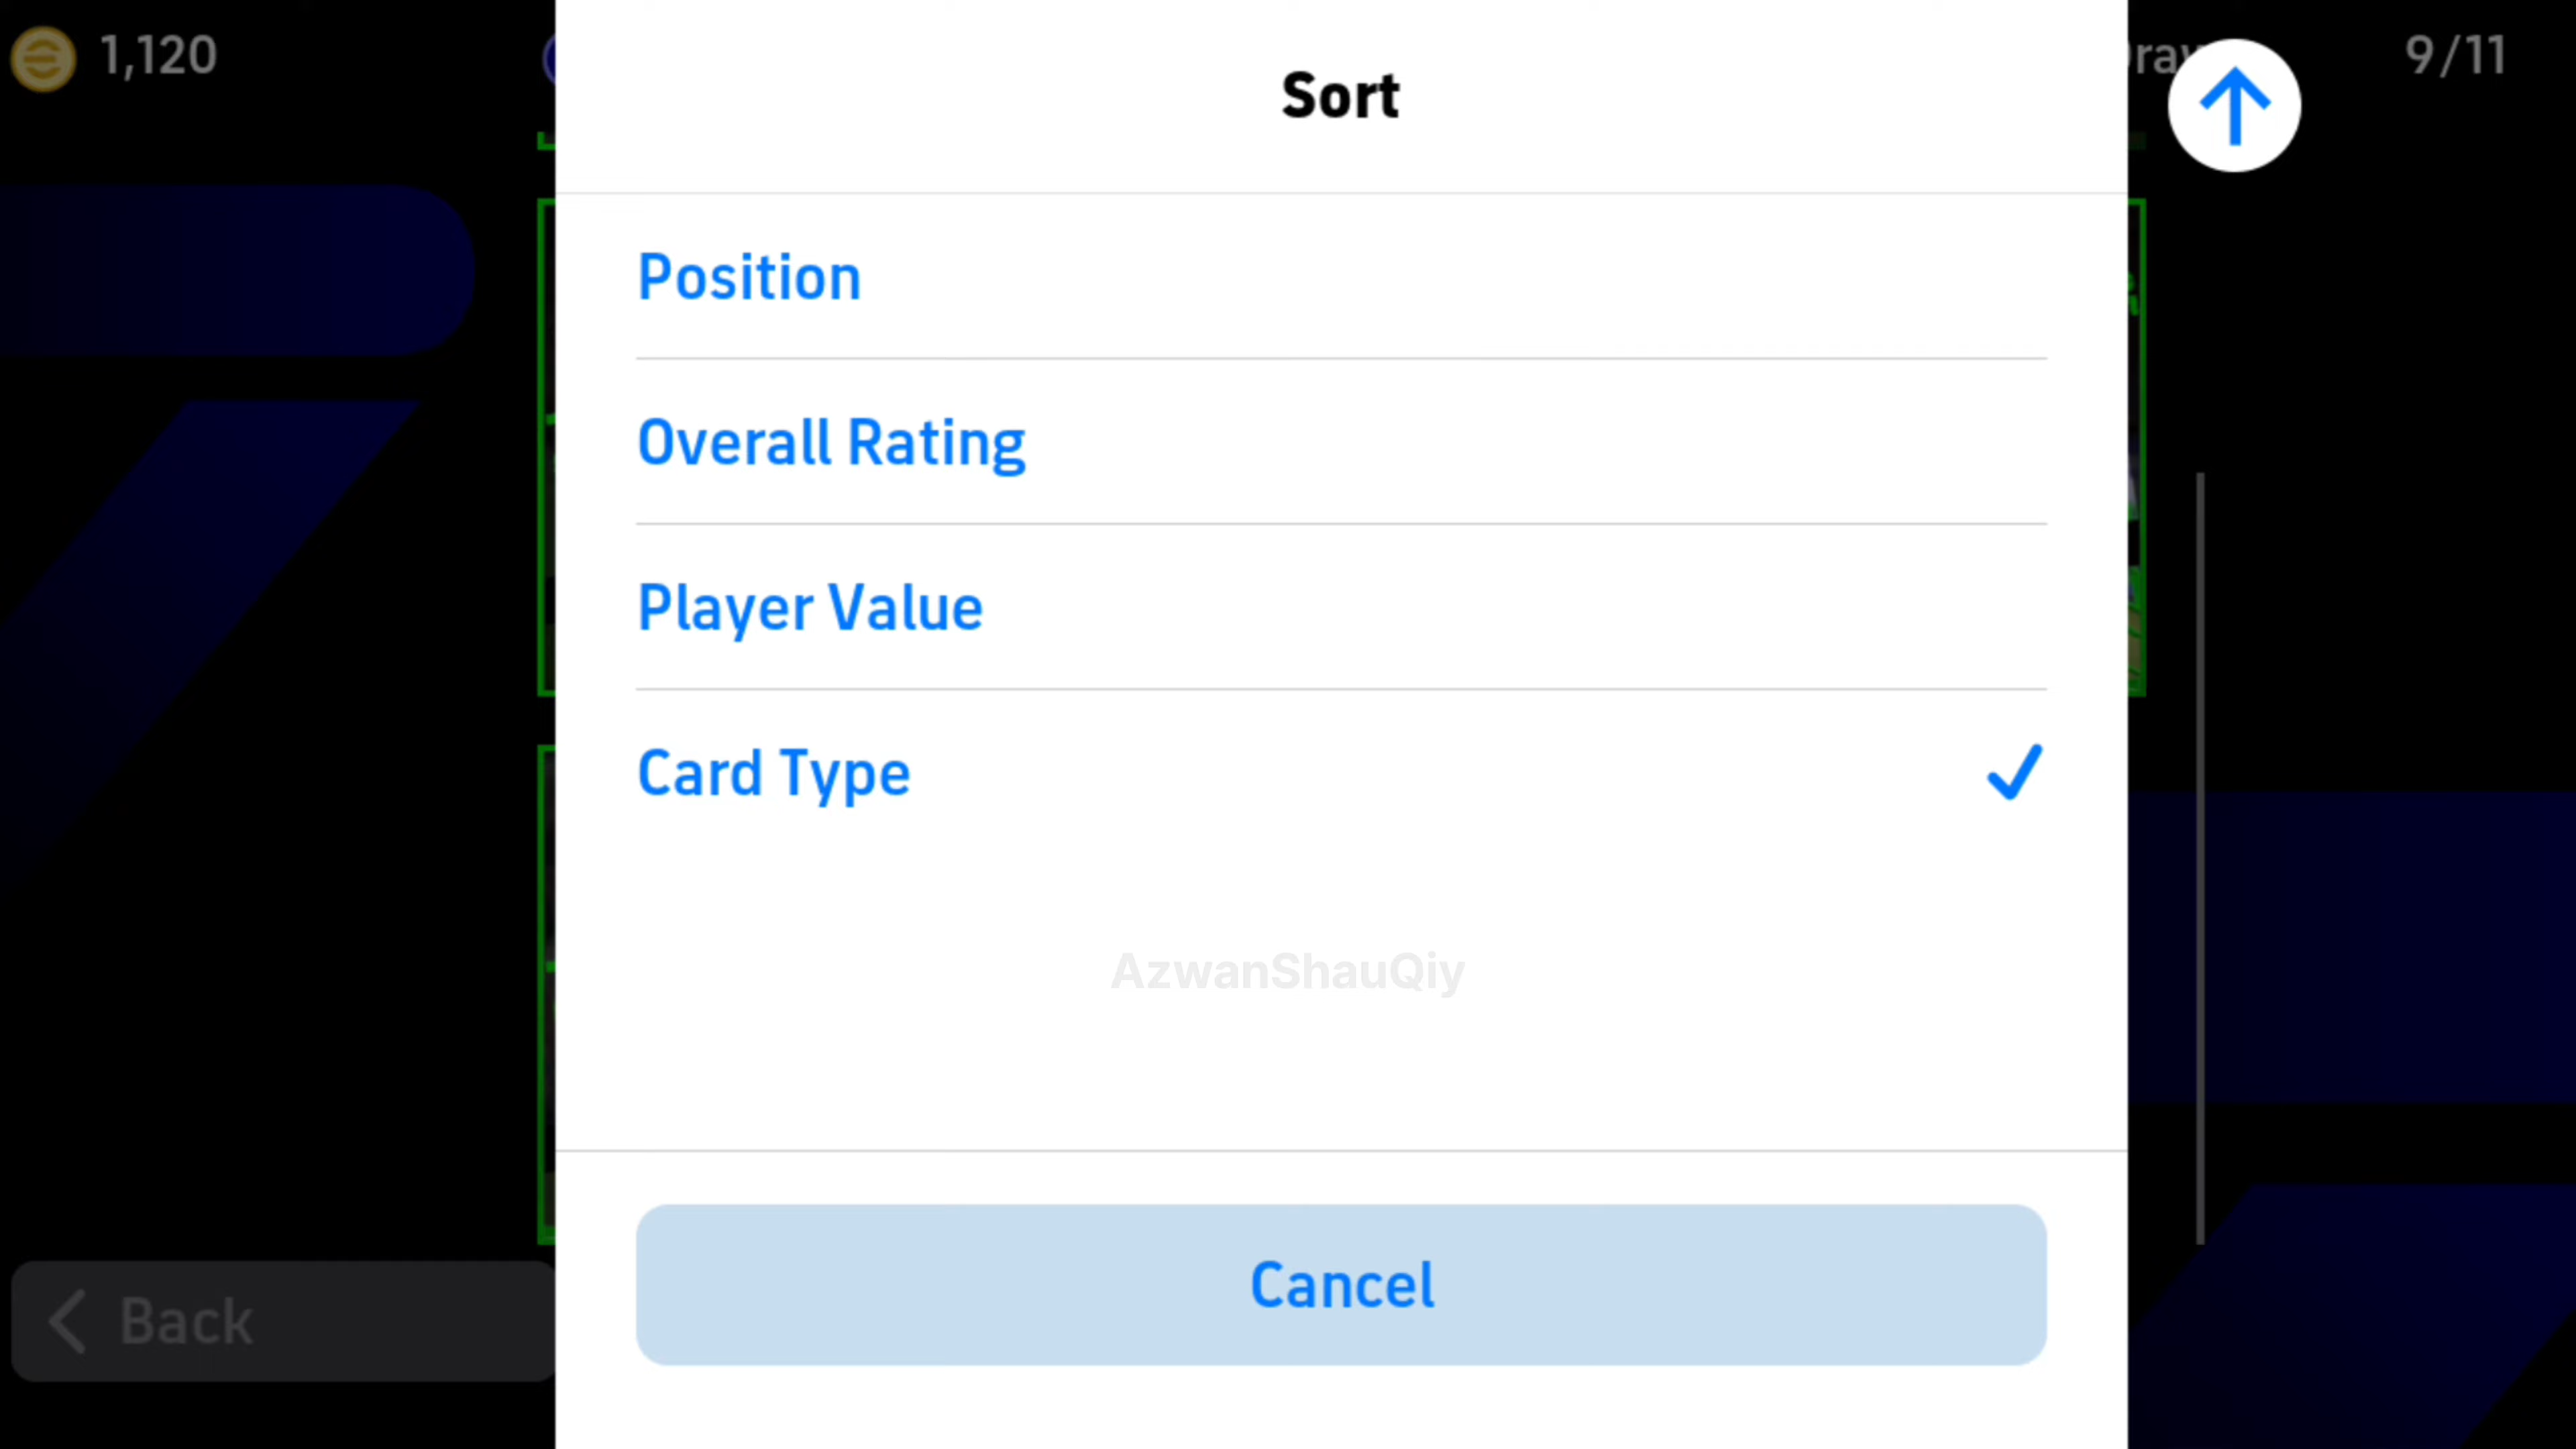 1,120
Sort
9/11
Position
Overall Rating
Player Value
Card Type
AzwanShauQiy
Cancel
Back